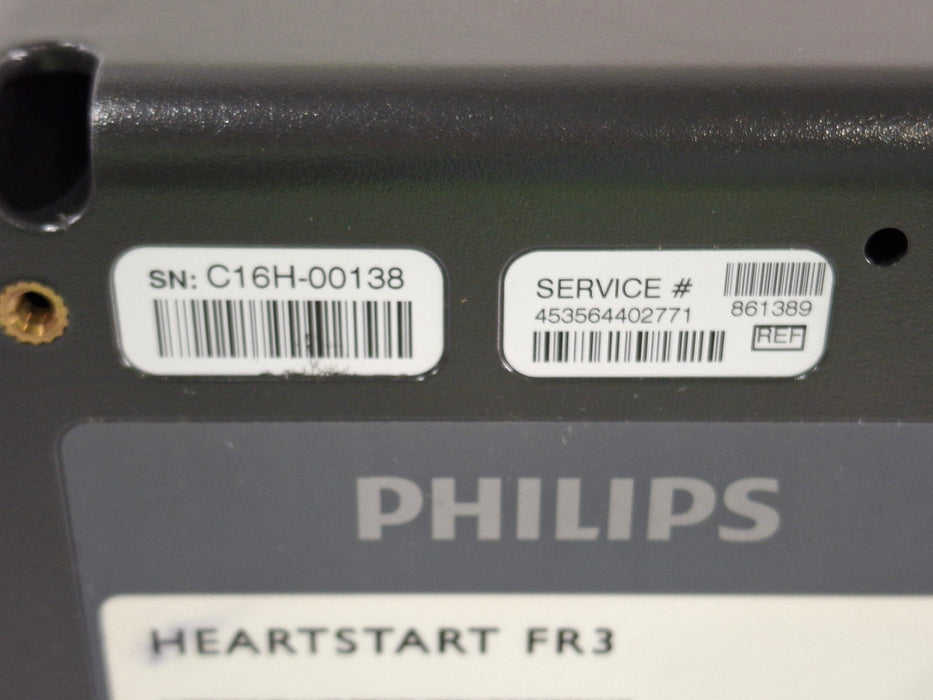 SN: C16H-00138
SERVICE #
453564402771
861389
REF
PHILIPS
HEARTSTART FR3